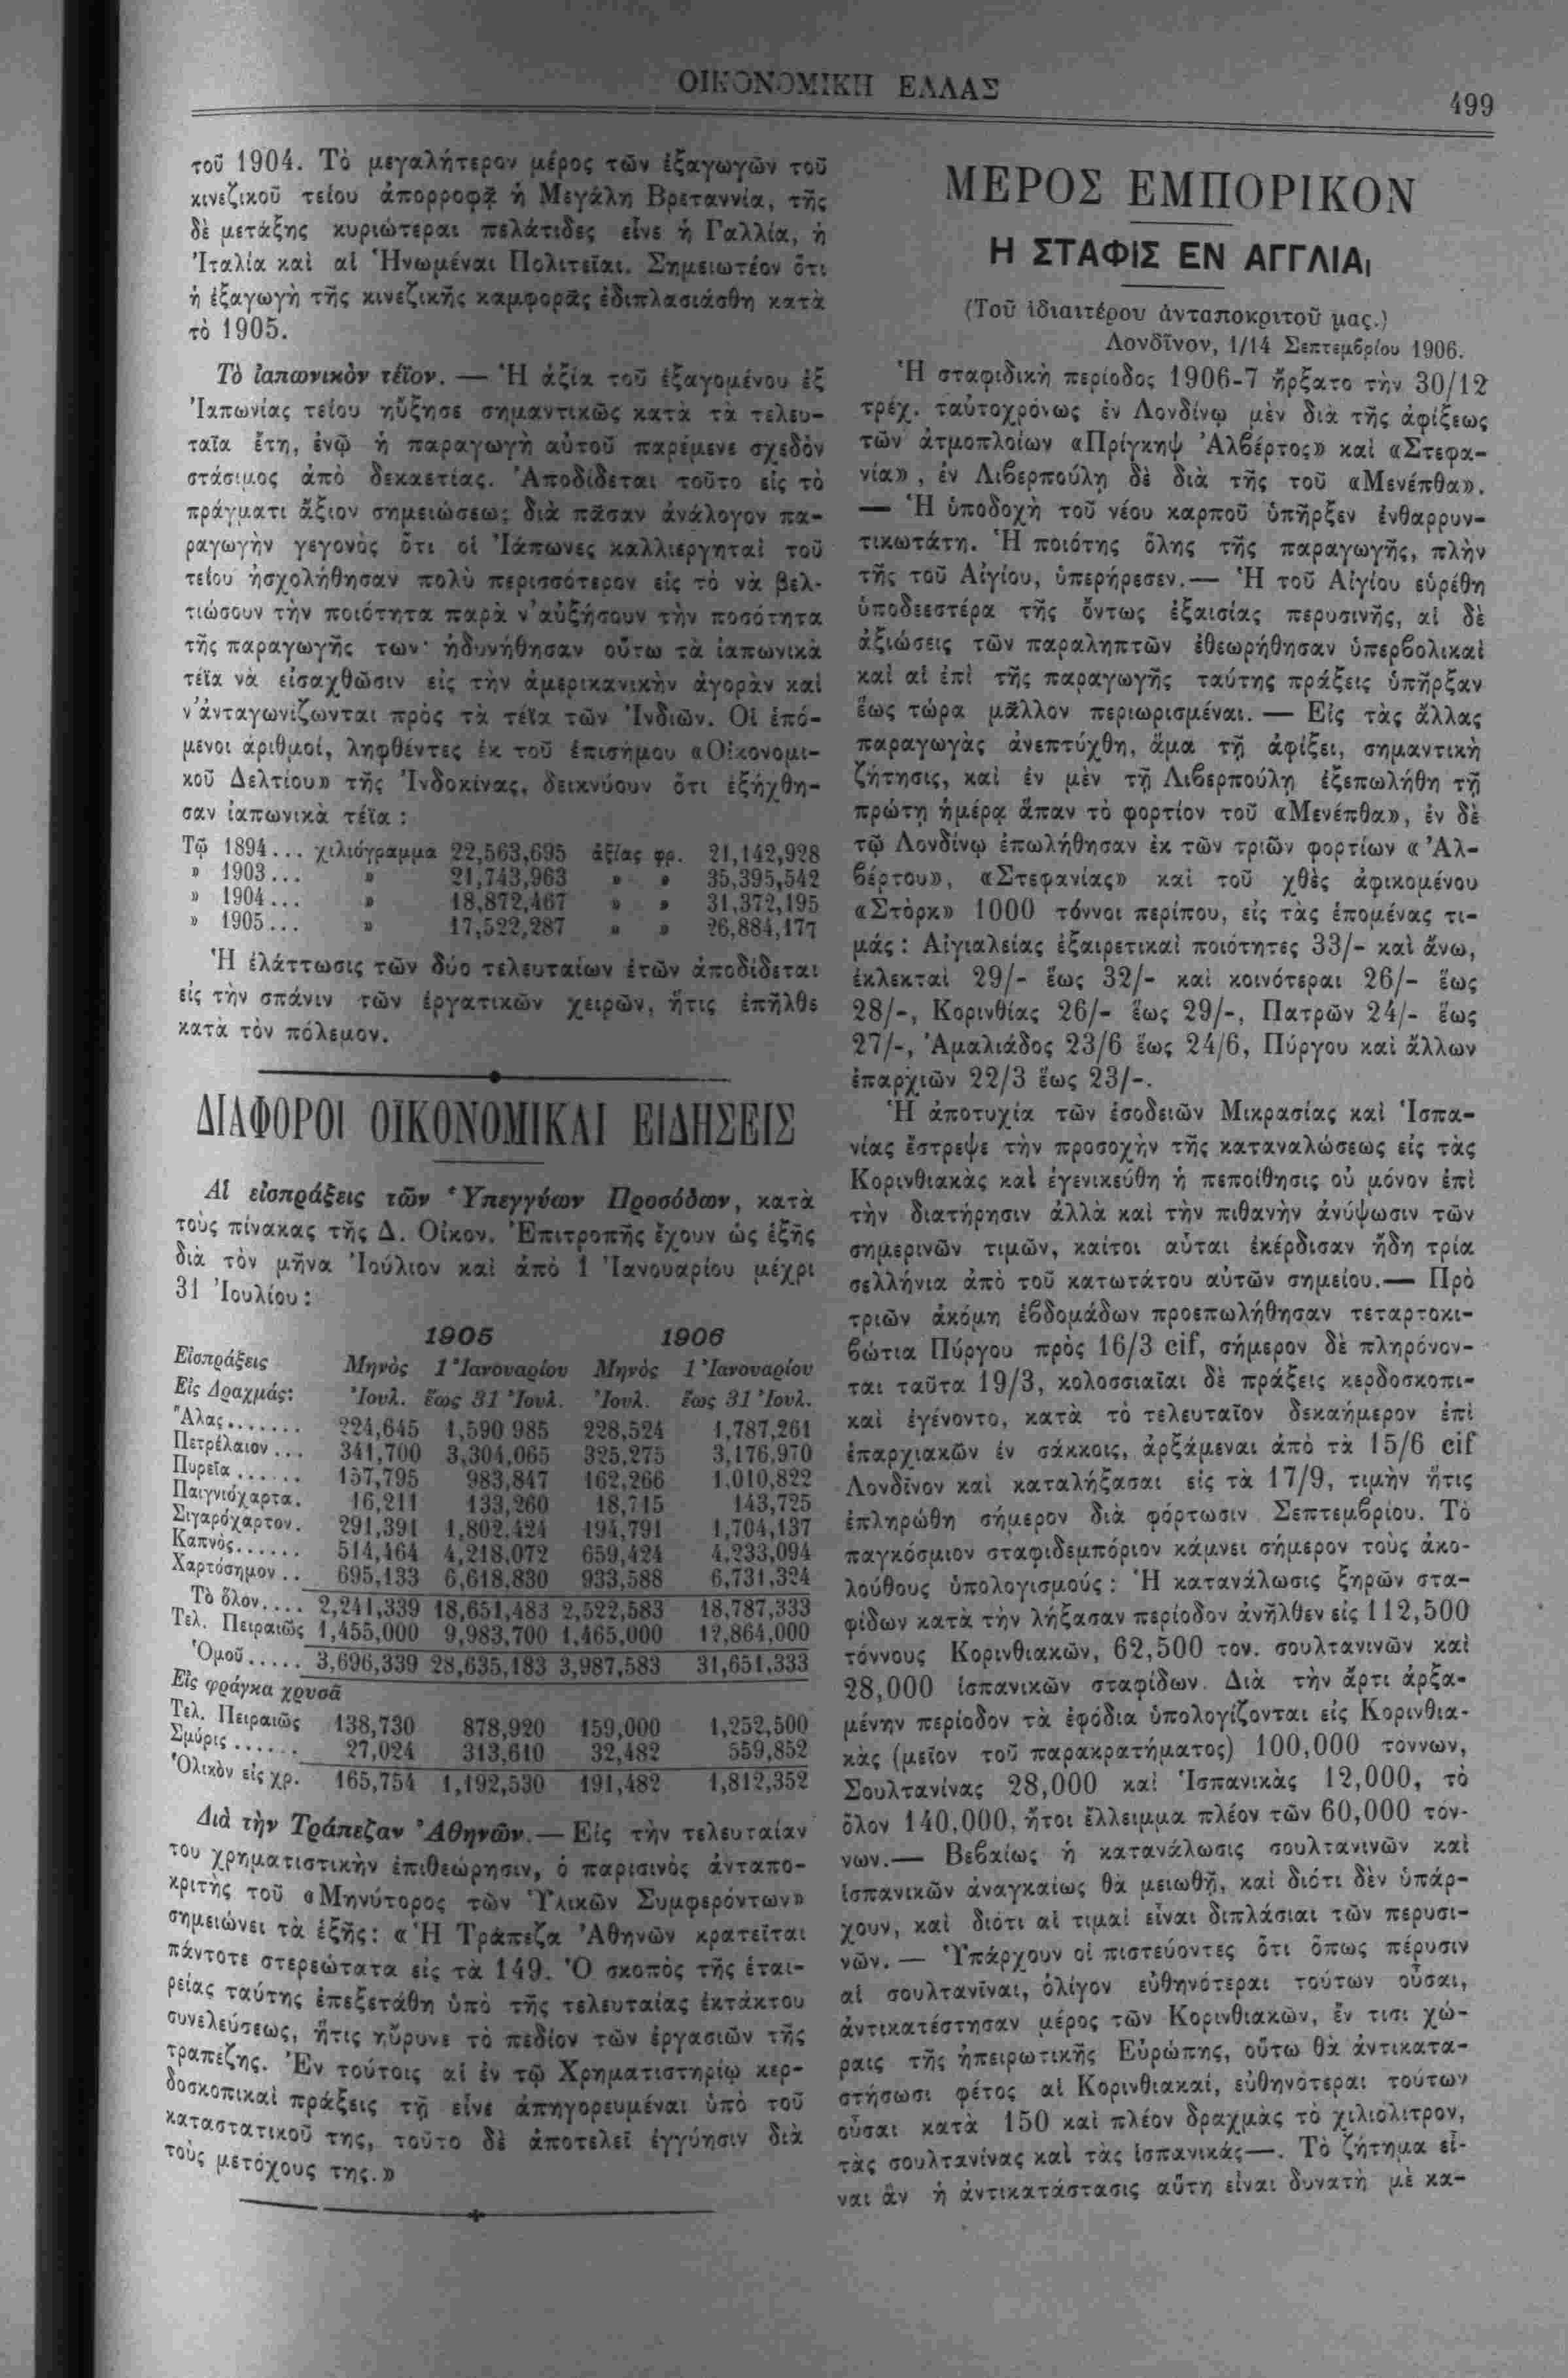 ΟΙΚΟΝΟΜΙΚΗ ΕΛΛΑΣ
499
τοῦ 1904. Τὸ μεγαλήτερον μέρος τῶν ἐξαγωγῶν τοῦ
κινεζικοῦ τείου ἀπορροφᾷ ἡ Μεγάλη Βρεταννία, τῆς
δὲ μετάξης κυριώτεραι πελάτιδες εἶνε ἡ Γαλλία, ἡ
Ἰταλία καὶ αἱ Ἡνωμέναι Πολιτεῖαι. Σημειωτέον ὅτι
ἡ ἐξαγωγὴ τῆς κινεζικῆς καμφορᾶς ἐδιπλασιάσθη κατὰ
τὸ 1905.
Τὸ ἰαπωνικὸν τέϊον. — Ἡ ἀξία τοῦ ἐξαγομένου ἐξ
Ἰαπωνίας τείου ηὔξησε σημαντικῶς κατὰ τὰ τελευ-
ταῖα ἔτη, ἐνῷ ἡ παραγωγὴ αὐτοῦ παρέμενε σχεδὸν
στάσιμος ἀπὸ δεκαετίας. Ἀποδίδεται τοῦτο εἰς τὸ
πράγματι ἄξιον σημειώσεως διὰ πᾶσαν ἀνάλογον πα-
ραγωγὴν γεγονὸς ὅτι οἱ Ἰάπωνες καλλιεργηταὶ τοῦ
τείου ἠσχολήθησαν πολὺ περισσότερον εἰς τὸ νὰ βελ-
τιώσουν τὴν ποιότητα παρὰ ν᾿ αὐξήσουν τὴν ποσότητα
τῆς παραγωγῆς των· ἠδυνήθησαν οὕτω τὰ ἰαπωνικὰ
τέϊα νὰ εἰσαχθῶσιν εἰς τὴν ἀμερικανικὴν ἀγορὰν καὶ
ν᾿ ἀνταγωνίζωνται πρὸς τὰ τέϊα τῶν Ἰνδιῶν. Οἱ ἑπό-
μενοι ἀριθμοί, ληφθέντες ἐκ τοῦ ἐπισήμου «Οἰκονομι-
κοῦ Δελτίου» τῆς Ἰνδοκίνας, δεικνύουν ὅτι ἐξήχθη-
σαν ἰαπωνικὰ τέϊα :
Τῷ 1894... χιλιόγραμμα 22,563,695 ἀξίας φρ. 21,142,928
» 1903... » 21,743,963 » » 35,395,542
» 1904... » 18,872,467 » » 31,372,195
» 1905... » 17,522,287 » » 26,884,177
Ἡ ἐλάττωσις τῶν δύο τελευταίων ἐτῶν ἀποδίδεται
εἰς τὴν σπάνιν τῶν ἐργατικῶν χειρῶν, ἥτις ἐπῆλθε
κατὰ τὸν πόλεμον.
ΔΙΑΦΟΡΟΙ ΟΙΚΟΝΟΜΙΚΑΙ ΕΙΔΗΣΕΙΣ
Αἱ εἰσπράξεις τῶν Ὑπεγγύων Προσόδων, κατὰ
τοὺς πίνακας τῆς Δ. Οἰκον. Ἐπιτροπῆς ἔχουν ὡς ἑξῆς
διὰ τὸν μῆνα Ἰούλιον καὶ ἀπὸ 1 Ἰανουαρίου μέχρι
31 Ἰουλίου :
1905 1906
Εἰσπράξεις Μηνὸς 1 Ἰανουαρίου Μηνὸς 1 Ἰανουαρίου
Εἰς Δραχμάς: Ἰουλ. ἕως 31 Ἰουλ. Ἰουλ. ἕως 31 Ἰουλ.
Ἅλας....... 224,645 1,590 985 228,524 1,787,261
Πετρέλαιον ... 341,700 3,304,065 325,275 3,176,970
Πυρεῖα ...... 157,795 983,847 162,266 1,010,822
Παιγνιόχαρτα. 16,211 133,260 18,715 143,725
Σιγαρόχαρτον. 291,391 1,802.424 194,791 1,704,137
Καπνὸς...... 514,464 4,218,072 659,424 4,233,094
Χαρτόσημον .. 695,133 6,618,830 933,588 6,731,324
Τὸ ὅλον.... 2,241,339 18,651,483 2,522,583 18,787,333
Τελ. Πειραιῶς 1,455,000 9,983,700 1,465,000 12,864,000
Ὁμοῦ..... 3,696,339 28,635,183 3,987,583 31,651,333
Εἰς φράγκα χρυσᾶ
Τελ. Πειραιῶς 138,730 878,920 159,000 1,252,500
Σμύρις ...... 27,024 313,610 32,482 559,852
Ὁλικὸν εἰς χρ. 165,754 1,192,530 191,482 1,812,352
Διὰ τὴν Τράπεζαν Ἀθηνῶν.— Εἰς τὴν τελευταίαν
του χρηματιστικὴν ἐπιθεώρησιν, ὁ παρισινὸς ἀνταπο-
κριτὴς τοῦ «Μηνύτορος τῶν Ὑλικῶν Συμφερόντων»
σημειώνει τὰ ἑξῆς: «Ἡ Τράπεζα Ἀθηνῶν κρατεῖται
πάντοτε στερεώτατα εἰς τὰ 149. Ὁ σκοπὸς τῆς ἑται-
ρείας ταύτης ἐπεξετάθη ὑπὸ τῆς τελευταίας ἐκτάκτου
συνελεύσεως, ἥτις ηὔρυνε τὸ πεδίον τῶν ἐργασιῶν τῆς
τραπέζης. Ἐν τούτοις αἱ ἐν τῷ Χρηματιστηρίῳ κερ-
δοσκοπικαὶ πράξεις τῇ εἶνε ἀπηγορευμέναι ὑπὸ τοῦ
καταστατικοῦ της, τοῦτο δὲ ἀποτελεῖ ἐγγύησιν διὰ
τοὺς μετόχους της.»
ΜΕΡΟΣ ΕΜΠΟΡΙΚΟΝ
Η ΣΤΑΦΙΣ ΕΝ ΑΓΓΛΙΑι
(Τοῦ ἰδιαιτέρου ἀνταποκριτοῦ μας.)
Λονδῖνον, 1/14 Σεπτεμβρίου 1906.
Ἡ σταφιδικὴ περίοδος 1906-7 ἤρξατο τὴν 30/12
τρέχ. ταὐτοχρόνως ἐν Λονδίνῳ μὲν διὰ τῆς ἀφίξεως
τῶν ἀτμοπλοίων «Πρίγκηψ Ἀλβέρτος» καὶ «Στεφα-
νία» , ἐν Λιβερπούλῃ δὲ διὰ τῆς τοῦ «Μενέπθα».
— Ἡ ὑποδοχὴ τοῦ νέου καρποῦ ὑπῆρξεν ἐνθαρρυν-
τικωτάτη. Ἡ ποιότης ὅλης τῆς παραγωγῆς, πλὴν
τῆς τοῦ Αἰγίου, ὑπερήρεσεν.— Ἡ τοῦ Αἰγίου εὑρέθη
ὑποδεεστέρα τῆς ὄντως ἐξαισίας περυσινῆς, αἱ δὲ
ἀξιώσεις τῶν παραληπτῶν ἐθεωρήθησαν ὑπερβολικαὶ
καὶ αἱ ἐπὶ τῆς παραγωγῆς ταύτης πράξεις ὑπῆρξαν
ἕως τώρα μᾶλλον περιωρισμέναι. — Εἰς τὰς ἄλλας
παραγωγὰς ἀνεπτύχθη, ἅμα τῇ ἀφίξει, σημαντικὴ
ζήτησις, καὶ ἐν μὲν τῇ Λιβερπούλῃ ἐξεπωλήθη τῇ
πρώτῃ ἡμέρᾳ ἅπαν τὸ φορτίον τοῦ «Μενέπθα», ἐν δὲ
τῷ Λονδίνῳ ἐπωλήθησαν ἐκ τῶν τριῶν φορτίων « Ἀλ-
βέρτου», «Στεφανίας» καὶ τοῦ χθὲς ἀφικομένου
«Στὸρκ» 1000 τόννοι περίπου, εἰς τὰς ἑπομένας τι-
μάς : Αἰγιαλείας ἐξαιρετικαὶ ποιότητες 33/- καὶ ἄνω,
ἐκλεκταὶ 29/- ἕως 32/- καὶ κοινότεραι 26/- ἕως
28/-, Κορινθίας 26/- ἕως 29/-, Πατρῶν 24/- ἕως
27/-, Ἀμαλιάδος 23/6 ἕως 24/6, Πύργου καὶ ἄλλων
ἐπαρχιῶν 22/3 ἕως 23/-.
Ἡ ἀποτυχία τῶν ἐσοδειῶν Μικρασίας καὶ Ἰσπα-
νίας ἔστρεψε τὴν προσοχὴν τῆς καταναλώσεως εἰς τὰς
Κορινθιακὰς καὶ ἐγενικεύθη ἡ πεποίθησις οὐ μόνον ἐπὶ
τὴν διατήρησιν ἀλλὰ καὶ τὴν πιθανὴν ἀνύψωσιν τῶν
σημερινῶν τιμῶν, καίτοι αὗται ἐκέρδισαν ἤδη τρία
σελλήνια ἀπὸ τοῦ κατωτάτου αὐτῶν σημείου.— Πρὸ
τριῶν ἀκόμη ἑβδομάδων προεπωλήθησαν τεταρτοκι-
βώτια Πύργου πρὸς 16/3 cif, σήμερον δὲ πληρόνον-
ται ταῦτα 19/3, κολοσσιαῖαι δὲ πράξεις κερδοσκοπι-
καὶ ἐγένοντο, κατὰ τὸ τελευταῖον δεκαήμερον ἐπὶ
ἐπαρχιακῶν ἐν σάκκοις, ἀρξάμεναι ἀπὸ τὰ 15/6 cif
Λονδῖνον καὶ καταλήξασαι εἰς τὰ 17/9, τιμὴν ἥτις
ἐπληρώθη σήμερον διὰ φόρτωσιν Σεπτεμβρίου. Τὸ
παγκόσμιον σταφιδεμπόριον κάμνει σήμερον τοὺς ἀκο-
λούθους ὑπολογισμούς : Ἡ κατανάλωσις ξηρῶν στα-
φίδων κατὰ τὴν λήξασαν περίοδον ἀνῆλθεν εἰς 112,500
τόννους Κορινθιακῶν, 62,500 τον. σουλτανινῶν καὶ
28,000 ἱσπανικῶν σταφίδων. Διὰ τὴν ἄρτι ἀρξα-
μένην περίοδον τὰ ἐφόδια ὑπολογίζονται εἰς Κορινθια-
κὰς (μεῖον τοῦ παρακρατήματος) 100,000 τόννων,
Σουλτανίνας 28,000 καὶ Ἰσπανικὰς 12,000, τὸ
ὅλον 140,000, ἤτοι ἔλλειμμα πλέον τῶν 60,000 τόν-
νων.— Βεβαίως ἡ κατανάλωσις σουλτανινῶν καὶ
ἱσπανικῶν ἀναγκαίως θὰ μειωθῇ, καὶ διότι δὲν ὑπάρ-
χουν, καὶ διότι αἱ τιμαὶ εἶναι διπλάσιαι τῶν περυσι-
νῶν. — Ὑπάρχουν οἱ πιστεύοντες ὅτι ὅπως πέρυσιν
αἱ σουλτανῖναι, ὀλίγον εὐθηνότεραι τούτων οὖσαι,
ἀντικατέστησαν μέρος τῶν Κορινθιακῶν, ἔν τισι χώ-
ραις τῆς ἠπειρωτικῆς Εὐρώπης, οὕτω θὰ ἀντικατα-
στήσωσι φέτος αἱ Κορινθιακαί, εὐθηνότεραι τούτων
οὖσαι κατὰ 150 καὶ πλέον δραχμὰς τὸ χιλιόλιτρον,
τὰς σουλτανίνας καὶ τὰς ἱσπανικάς—. Τὸ ζήτημα εἶ-
ναι ἂν ἡ ἀντικατάστασις αὕτη εἶναι δυνατὴ μὲ κα-